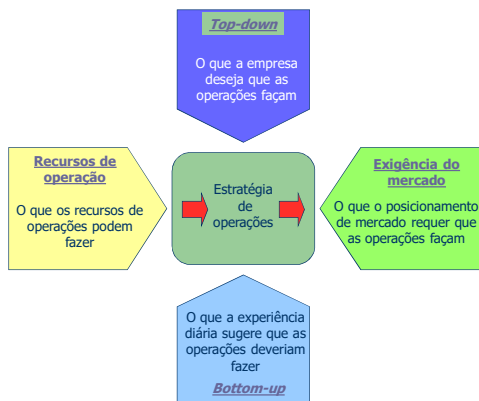 Top-down
O que a empresa
deseja que as
operações façam
Recursos de
operação
O que os recursos de
operações podem
fazer
Estratégia
de
operações
Exigência do
mercado
O que o posicionamento
de mercado requer que
as operações façam
O que a experiência
diária sugere que as
operações deveriam
fazer
Bottom-up